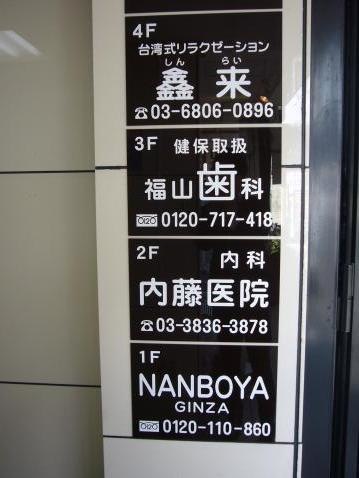 4F
台湾式リラクゼーション
しん らい
鑫 来
☎03-6806-0896
3F 健保取扱
福山歯科
0120-717-418
2F 内科
内藤医院
☎03-3836-3878
1F
NANBOYA
GINZA
0120-110-860